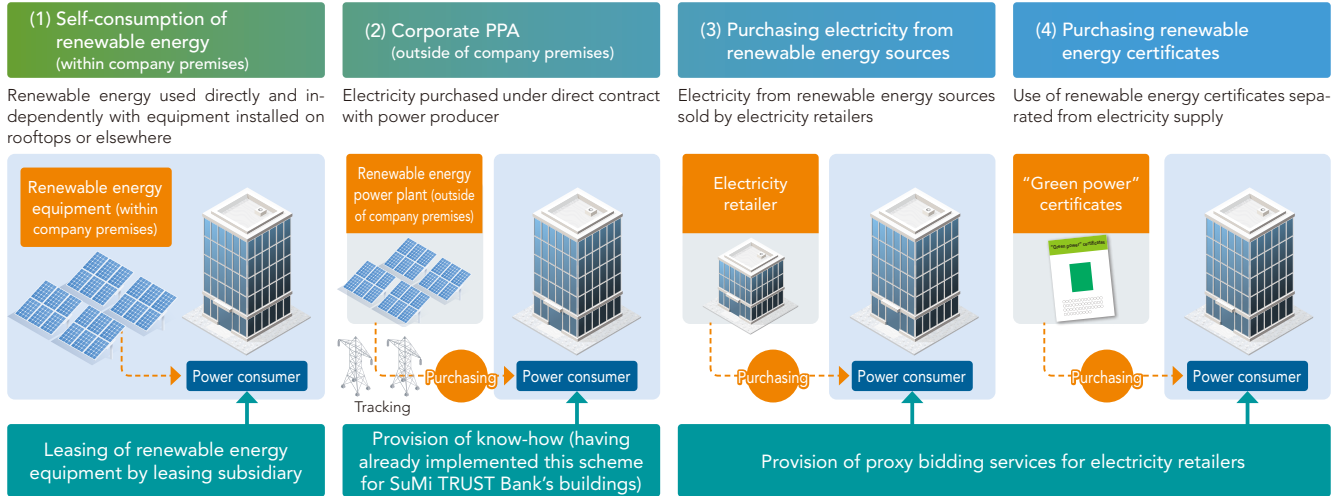 (1) Self-consumption of
renewable energy
(within company premises)
Renewable energy used directly and in-
dependently with equipment installed on
rooftops or elsewhere
Renewable energy
equipment (within
company premises)
Power consumer
Leasing of renewable energy
equipment by leasing subsidiary
(2) Corporate PPA
(outside of company premises)
Electricity purchased under direct contract
with power producer
Renewable energy
power plant (outside
of company premises)
Tracking
Purchasing
Power consumer
Provision of know-how (having
already implemented this scheme
for SuMi TRUST Bank's buildings)
(3) Purchasing electricity from
renewable energy sources
Electricity from renewable energy sources
sold by electricity retailers
Electricity
retailer
Purchasing
Power consumer
(4) Purchasing renewable
energy certificates
Use of renewable energy certificates sepa-
rated from electricity supply
“Green power”
certificates
"Green power" certificates
Purchasing
Power consumer
Provision of proxy bidding services for electricity retailers